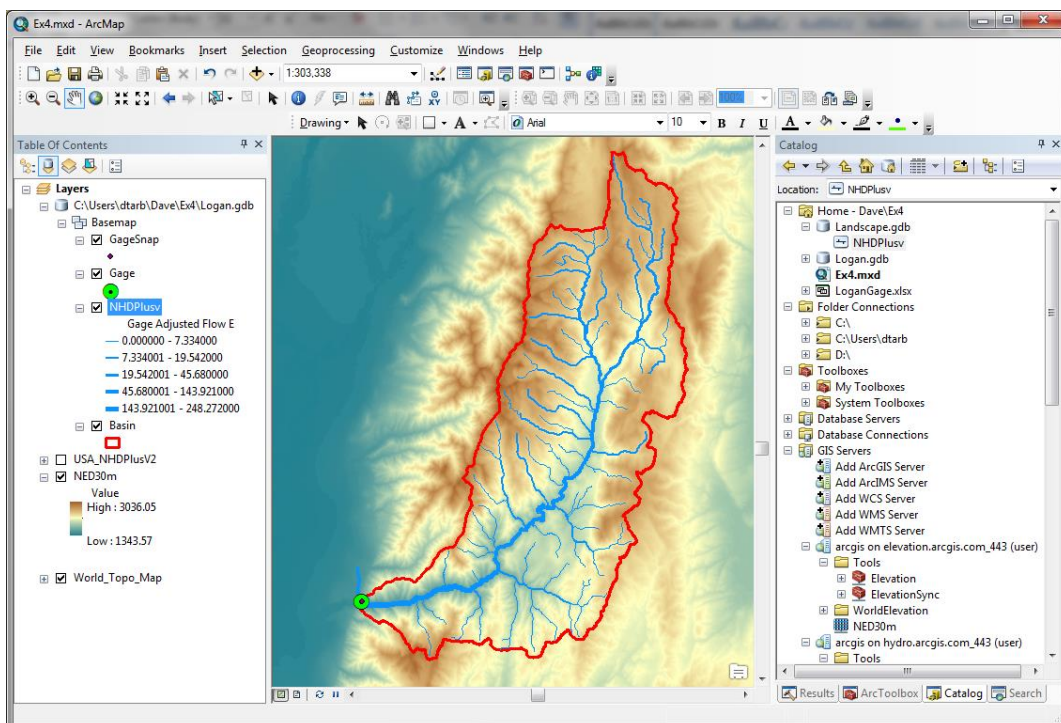 Ex4.mxd - ArcMap
File Edit View Bookmarks Insert Selection Geoprocessing Customize Windows Help
1:303,338
100%
Drawing Arial 10 B I U A
Table Of Contents
Layers
C:\Users\dtarb\Dave\Ex4\Logan.gdb
Basemap
GageSnap
Gage
NHDPlusv
Gage Adjusted Flow E
0.000000 - 7.334000
7.334001 - 19.542000
19.542001 - 45.680000
45.680001 - 143.921000
143.921001 - 248.272000
Basin
USA_NHDPlusV2
NED30m
Value
High : 3036.05
Low : 1343.57
World_Topo_Map
Catalog
Location: NHDPlusv
Home - Dave\Ex4
Landscape.gdb
NHDPlusv
Logan.gdb
Ex4.mxd
LoganGage.xlsx
Folder Connections
C:\
C:\Users\dtarb
D:\
Toolboxes
My Toolboxes
System Toolboxes
Database Servers
Database Connections
GIS Servers
Add ArcGIS Server
Add ArcIMS Server
Add WCS Server
Add WMS Server
Add WMTS Server
arcgis on elevation.arcgis.com_443 (user)
Tools
Elevation
ElevationSync
WorldElevation
NED30m
arcgis on hydro.arcgis.com_443 (user)
Tools
Results ArcToolbox Catalog Search